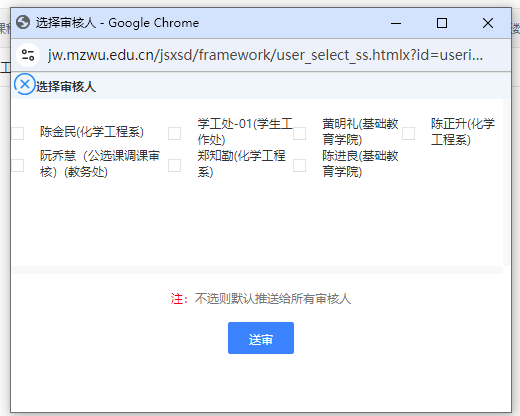 选择审核人 - Google Chrome
jw.mzwu.edu.cn/jsxsd/framework/user_select_ss.htmlx?id=useri...
选择审核人
陈金民(化学工程系)
学工处-01(学生工
作处)
黄明礼(基础教
育学院)
陈正升(化学
工程系)
阮乔慧（公选课调课审
核）(教务处)
郑知勤(化学工程
系)
陈进良(基础教
育学院)
注：不选则默认推送给所有审核人
送审